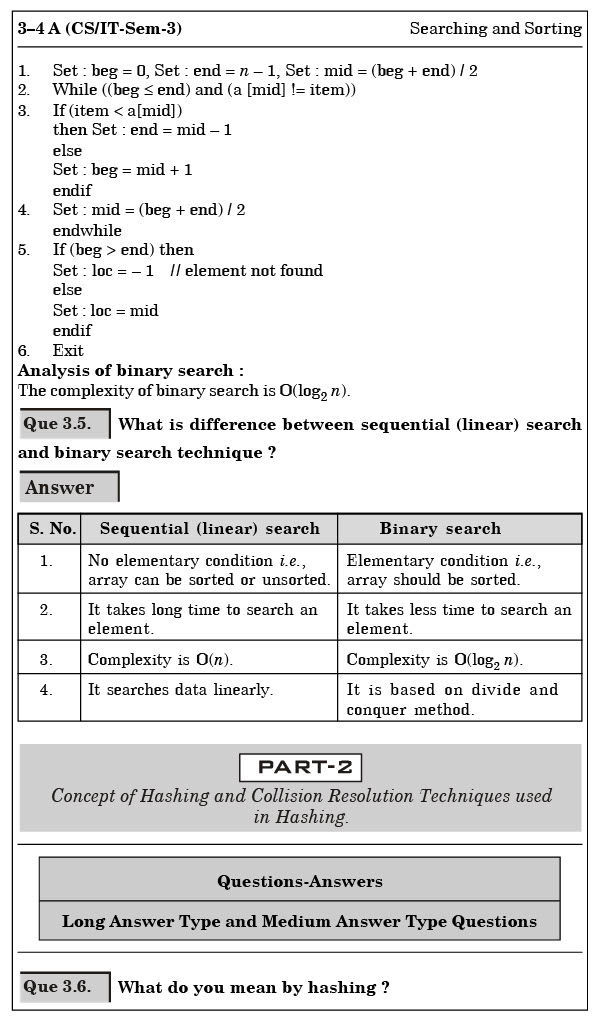 3–4 A (CS/IT-Sem-3) Searching and Sorting
1. Set : beg = 0, Set : end = n – 1, Set : mid = (beg + end) / 2
2. While ((beg ≤ end) and (a [mid] != item))
3. If (item < a[mid])
then Set : end = mid – 1
else
Set : beg = mid + 1
endif
4. Set : mid = (beg + end) / 2
endwhile
5. If (beg > end) then
Set : loc = – 1 // element not found
else
Set : loc = mid
endif
6. Exit
Analysis of binary search :
The complexity of binary search is O(log₂ n).
Que 3.5. What is difference between sequential (linear) search
and binary search technique ?
Answer
S. No. Sequential (linear) search Binary search
1. No elementary condition i.e., Elementary condition i.e.,
array can be sorted or unsorted. array should be sorted.
2. It takes long time to search an It takes less time to search an
element. element.
3. Complexity is O(n). Complexity is O(log₂ n).
4. It searches data linearly. It is based on divide and
conquer method.
PART-2
Concept of Hashing and Collision Resolution Techniques used
in Hashing.
Questions-Answers
Long Answer Type and Medium Answer Type Questions
Que 3.6. What do you mean by hashing ?